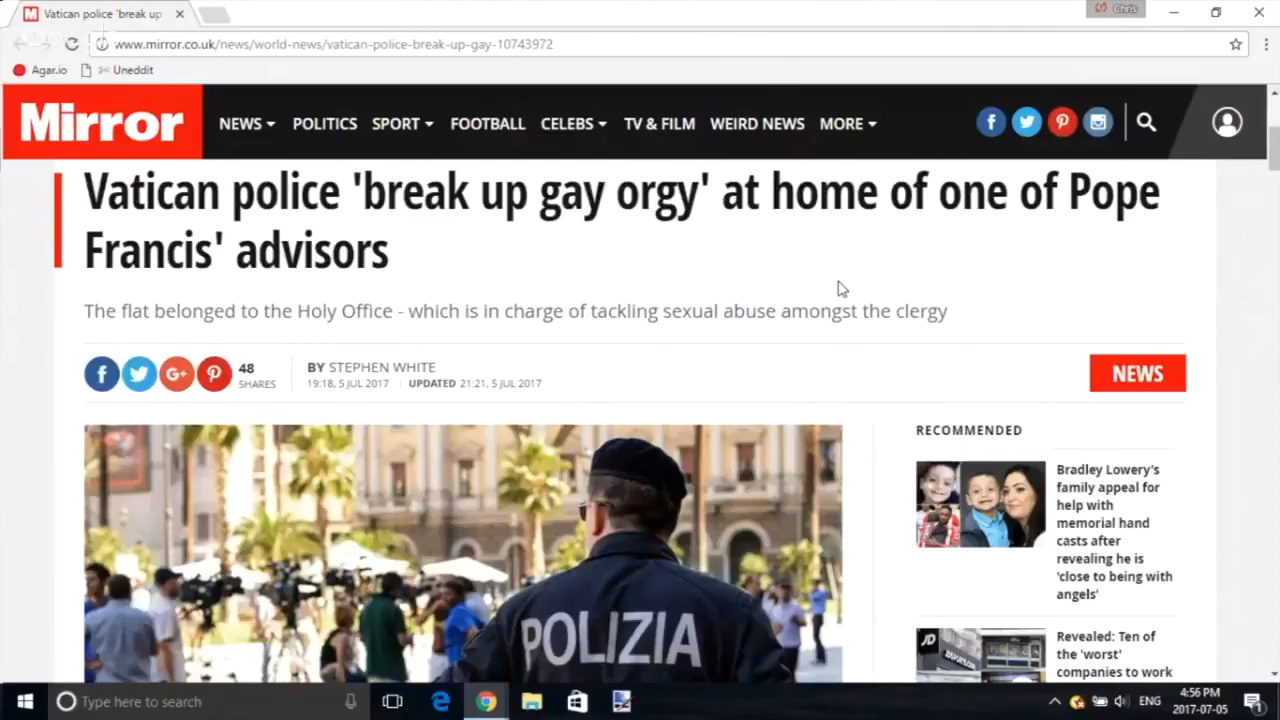 Vatican police 'break up
Chris
www.mirror.co.uk/news/world-news/vatican-police-break-up-gay-10743972
Agar.io
Uneddit
Mirror
NEWS
POLITICS
SPORT
FOOTBALL
CELEBS
TV & FILM
WEIRD NEWS
MORE
Vatican police 'break up gay orgy' at home of one of Pope
Francis' advisors
The flat belonged to the Holy Office - which is in charge of tackling sexual abuse amongst the clergy
48
SHARES
BY STEPHEN WHITE
19:18, 5 JUL 2017 UPDATED 21:21, 5 JUL 2017
NEWS
POLIZIA
RECOMMENDED
Bradley Lowery's
family appeal for
help with
memorial hand
casts after
revealing he is
'close to being with
angels'
JD
Revealed: Ten of
the 'worst'
companies to work
Type here to search
ENG
4:56 PM
2017-07-05